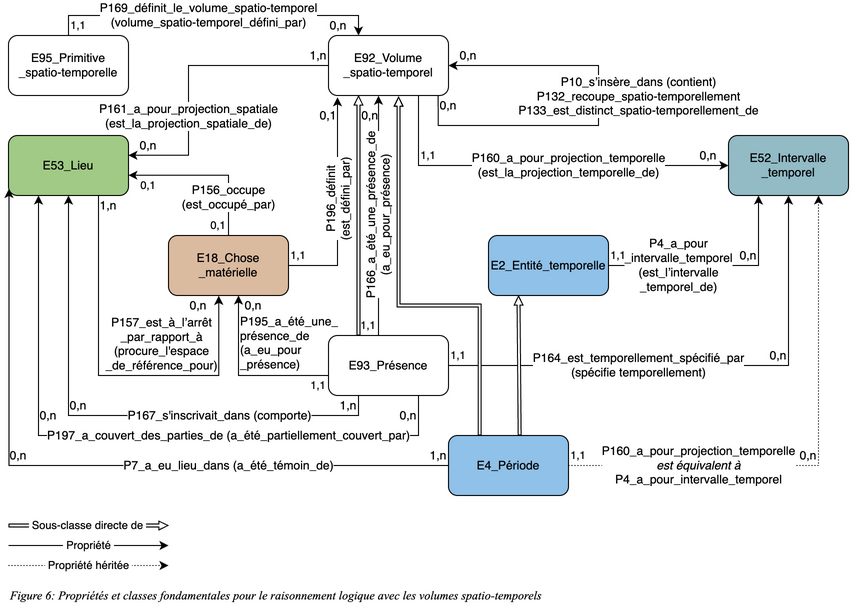 P169_définit_le_volume_spatio-temporel
(volume_spatio-temporel_défini_par)
1,1
0,n
E95_Primitive
_spatio-temporelle
E92_Volume
_spatio-temporel
1,n
0,n
P10_s’insère_dans (contient)
P132_recoupe_spatio-temporellement
P133_est_distinct_spatio-temporellement_de
0,n
P161_a_pour_projection_spatiale
(est_la_projection_spatiale_de)
0,n
0,1
0,n
E53_Lieu
0,1
1,n
P156_occupe
(est_occupé_par)
0,1
P196_définit
(est_défini_par)
P166_a_été_une_présence_de
(a_eu_pour_présence)
1,1
P160_a_pour_projection_temporelle
(est_la_projection_temporelle_de)
0,n
E52_Intervalle
_temporel
E18_Chose
_matérielle
1,1
E2_Entité_temporelle
1,1
P4_a_pour
_intervalle_temporel
(est_l’intervalle
_temporel_de)
0,n
0,n
0,n
P157_est_à_l’arrêt
_par_rapport_à
(procure_l’espace
_de_référence_pour)
P195_a_été_une_
présence_de
(a_eu_pour
_présence)
1,1
1,1
E93_Présence
1,1
P164_est_temporellement_spécifié_par
(spécifie temporellement)
0,n
0,n
0,n
P167_s'inscrivait_dans (comporte)
1,n
0,n
P197_a_couvert_des_parties_de (a_été_partiellement_couvert_par)
0,n
P7_a_eu_lieu_dans (a_été_témoin_de)
1,n
E4_Période
1,1
P160_a_pour_projection_temporelle
est équivalent à
P4_a_pour_intervalle_temporel
0,n
Sous-classe directe de
Propriété
Propriété héritée
Figure 6: Propriétés et classes fondamentales pour le raisonnement logique avec les volumes spatio-temporels